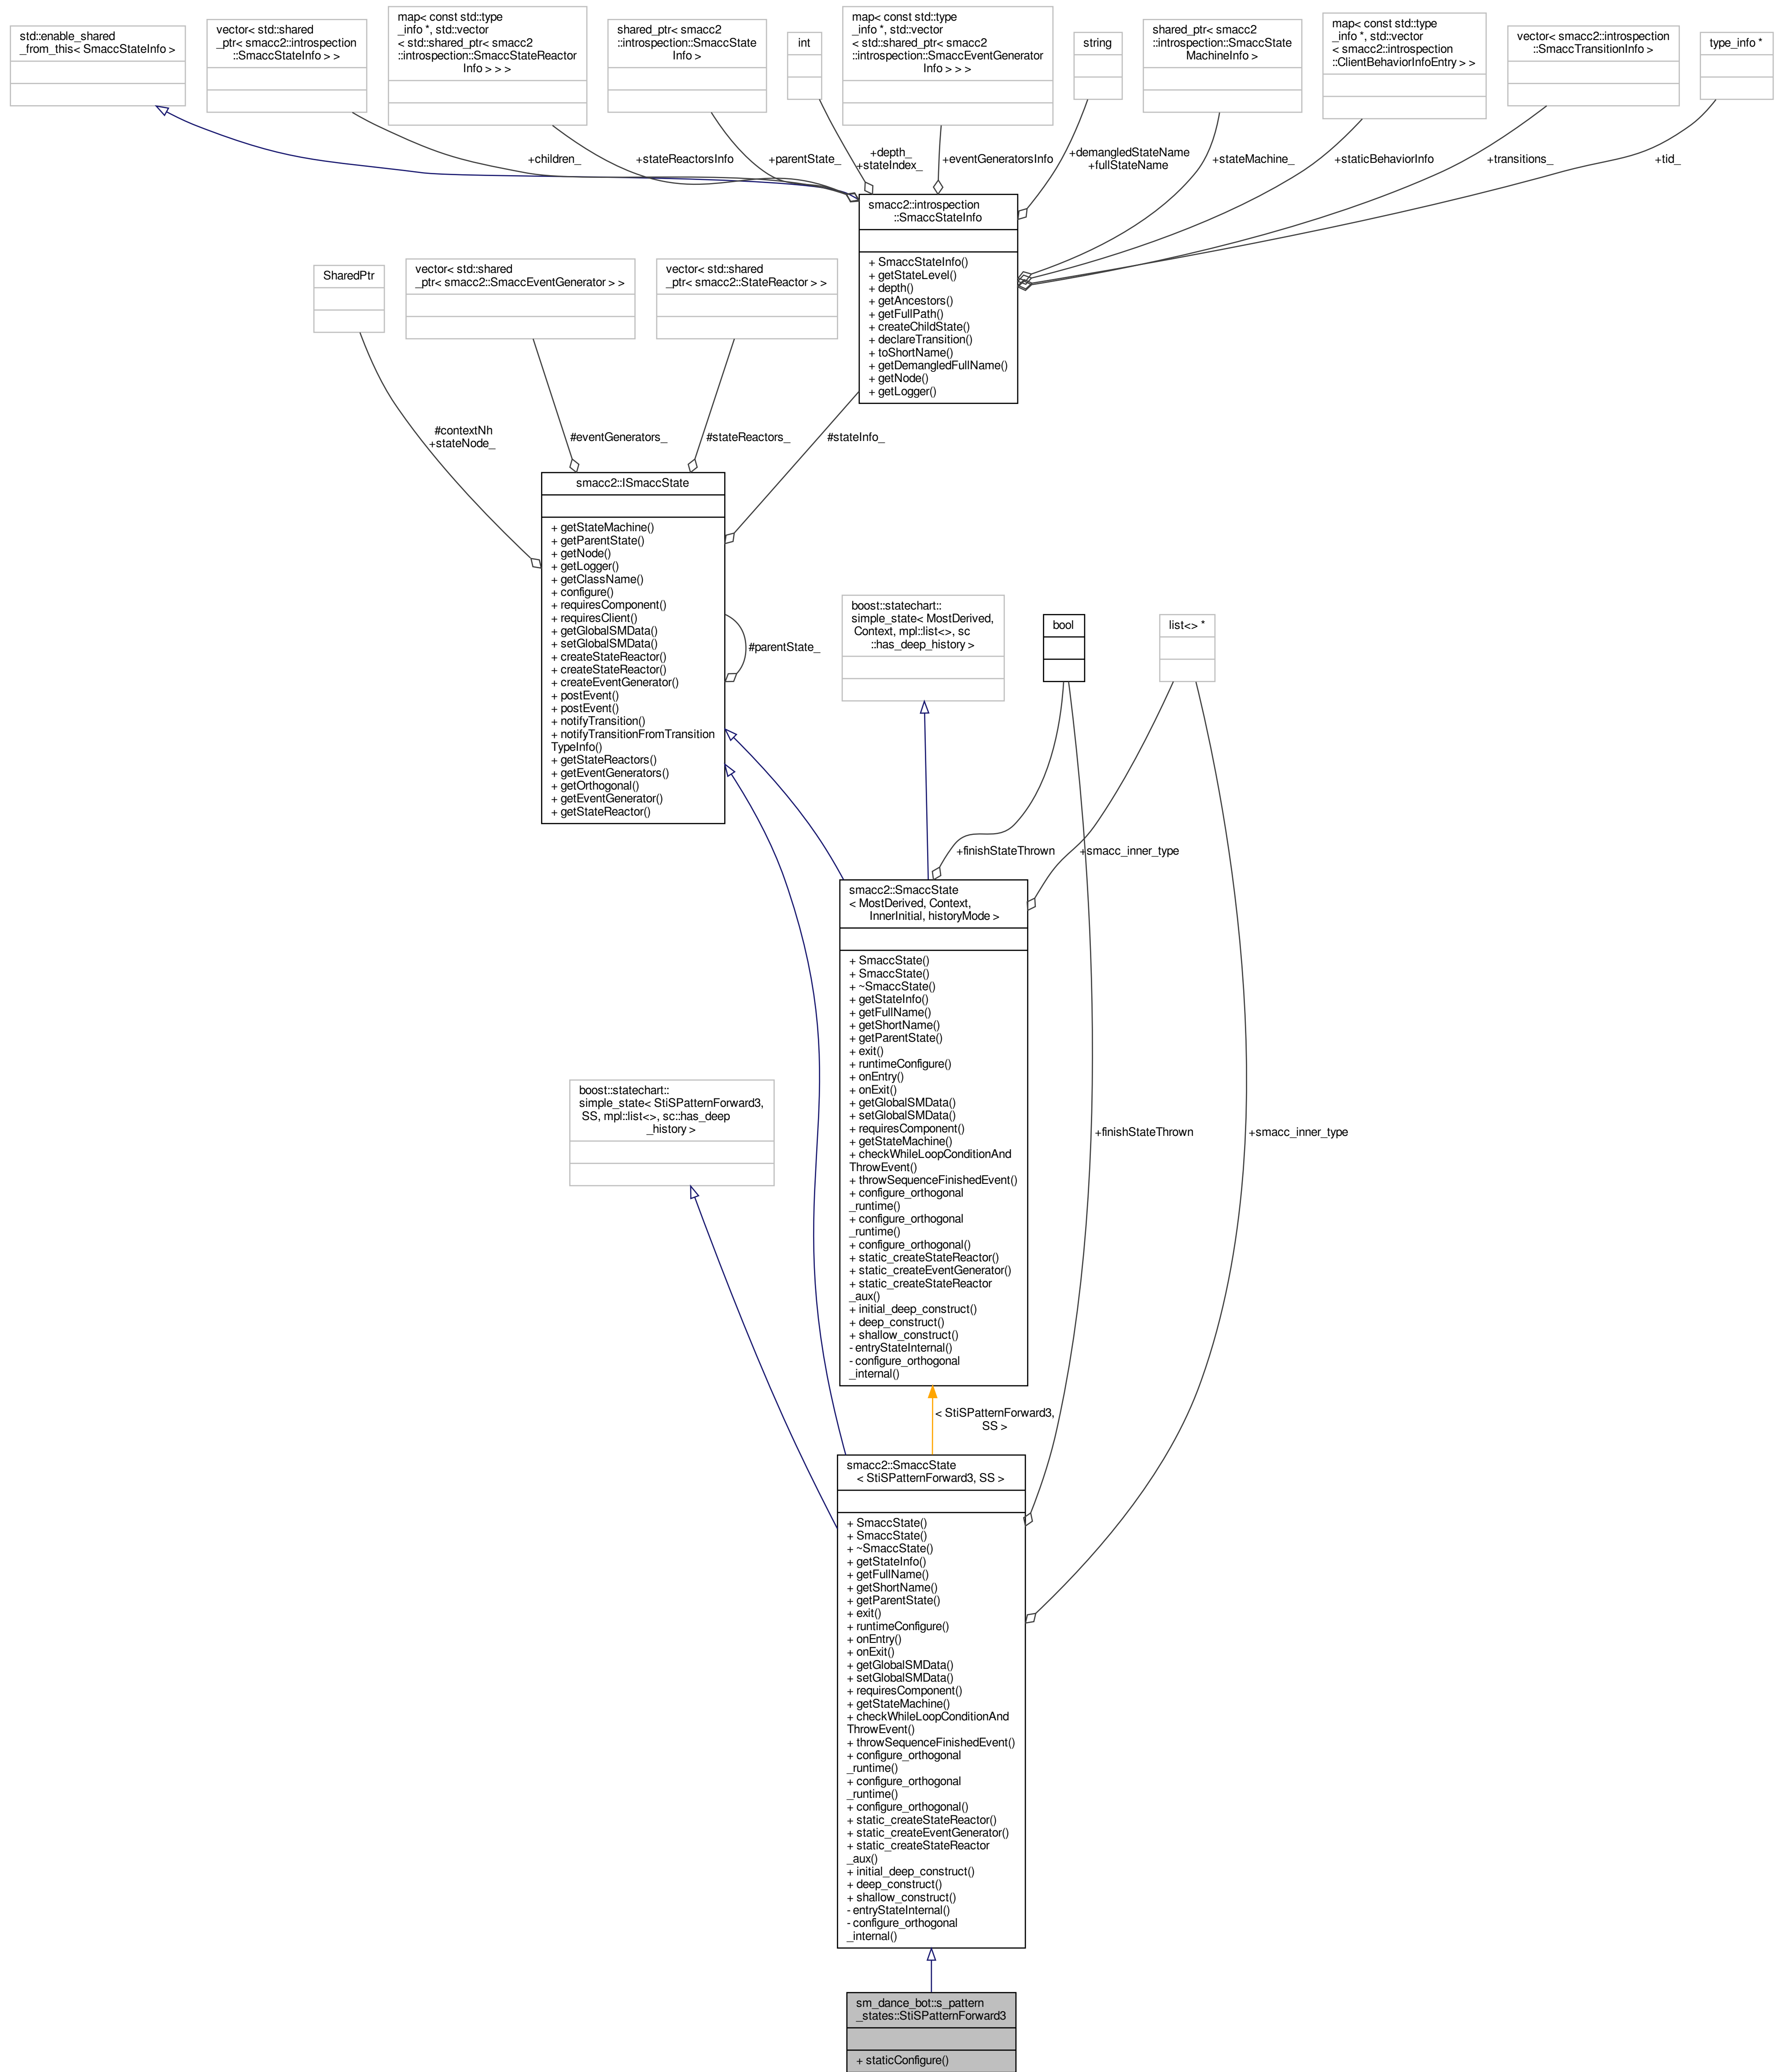 std::enable_shared
_from_this< SmaccStateInfo >
vector< std::shared
_ptr< smacc2::introspection
::SmaccStateInfo > >
map< const std::type
_info *, std::vector
< std::shared_ptr< smacc2
::introspection::SmaccStateReactor
Info > > >
shared_ptr< smacc2
::introspection::SmaccState
Info >
int
map< const std::type
_info *, std::vector
< std::shared_ptr< smacc2
::introspection::SmaccEventGenerator
Info > > >
string
shared_ptr< smacc2
::introspection::SmaccState
MachineInfo >
map< const std::type
_info *, std::vector
< smacc2::introspection
::ClientBehaviorInfoEntry > >
vector< smacc2::introspection
::SmaccTransitionInfo >
type_info *
+children_
+stateReactorsInfo
+parentState_
+depth_
+stateIndex_
+eventGeneratorsInfo
+demangledStateName
+fullStateName
+stateMachine_
+staticBehaviorInfo
+transitions_
+tid_
smacc2::introspection
::SmaccStateInfo
+ SmaccStateInfo()
+ getStateLevel()
+ depth()
+ getAncestors()
+ getFullPath()
+ createChildState()
+ declareTransition()
+ toShortName()
+ getDemangledFullName()
+ getNode()
+ getLogger()
SharedPtr
vector< std::shared
_ptr< smacc2::SmaccEventGenerator > >
vector< std::shared
_ptr< smacc2::StateReactor > >
#contextNh
+stateNode_
#eventGenerators_
#stateReactors_
#stateInfo_
smacc2::ISmaccState
+ getStateMachine()
+ getParentState()
+ getNode()
+ getLogger()
+ getClassName()
+ configure()
+ requiresComponent()
+ requiresClient()
+ getGlobalSMData()
+ setGlobalSMData()
+ createStateReactor()
+ createStateReactor()
+ createEventGenerator()
+ postEvent()
+ postEvent()
+ notifyTransition()
+ notifyTransitionFromTransition
TypeInfo()
+ getStateReactors()
+ getEventGenerators()
+ getOrthogonal()
+ getEventGenerator()
+ getStateReactor()
#parentState_
boost::statechart::
simple_state< MostDerived,
Context, mpl::list<>, sc
::has_deep_history >
bool
list<> *
+finishStateThrown
+smacc_inner_type
smacc2::SmaccState
< MostDerived, Context,
InnerInitial, historyMode >
+ SmaccState()
+ SmaccState()
+ ~SmaccState()
+ getStateInfo()
+ getFullName()
+ getShortName()
+ getParentState()
+ exit()
+ runtimeConfigure()
+ onEntry()
+ onExit()
+ getGlobalSMData()
+ setGlobalSMData()
+ requiresComponent()
+ getStateMachine()
+ checkWhileLoopConditionAnd
ThrowEvent()
+ throwSequenceFinishedEvent()
+ configure_orthogonal
_runtime()
+ configure_orthogonal
_runtime()
+ configure_orthogonal()
+ static_createStateReactor()
+ static_createEventGenerator()
+ static_createStateReactor
_aux()
+ initial_deep_construct()
+ deep_construct()
+ shallow_construct()
- entryStateInternal()
- configure_orthogonal
_internal()
boost::statechart::
simple_state< StiSPatternForward3,
SS, mpl::list<>, sc::has_deep
_history >
+finishStateThrown
+smacc_inner_type
< StiSPatternForward3,
SS >
smacc2::SmaccState
< StiSPatternForward3, SS >
+ SmaccState()
+ SmaccState()
+ ~SmaccState()
+ getStateInfo()
+ getFullName()
+ getShortName()
+ getParentState()
+ exit()
+ runtimeConfigure()
+ onEntry()
+ onExit()
+ getGlobalSMData()
+ setGlobalSMData()
+ requiresComponent()
+ getStateMachine()
+ checkWhileLoopConditionAnd
ThrowEvent()
+ throwSequenceFinishedEvent()
+ configure_orthogonal
_runtime()
+ configure_orthogonal
_runtime()
+ configure_orthogonal()
+ static_createStateReactor()
+ static_createEventGenerator()
+ static_createStateReactor
_aux()
+ initial_deep_construct()
+ deep_construct()
+ shallow_construct()
- entryStateInternal()
- configure_orthogonal
_internal()
sm_dance_bot::s_pattern
_states::StiSPatternForward3
+ staticConfigure()